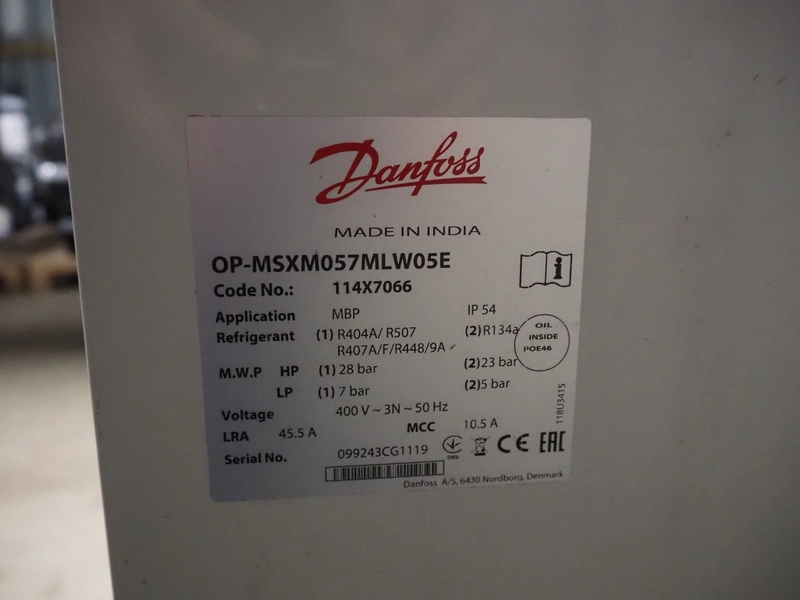 Danfoss
MADE IN INDIA
OP-MSXM057MLW05E
Code No.: 114X7066
Application MBP IP 54
Refrigerant (1) R404A/ R507 (2) R134a
R407A/F/R448/9A
OIL
INSIDE
POE46
M.W.P HP (1) 28 bar (2) 23 bar
LP (1) 7 bar (2) 5 bar
Voltage 400 V ~ 3N ~ 50 Hz
LRA 45.5 A MCC 10.5 A
Serial No. 099243CG1119
118U3415
CE EAC
Danfoss A/S, 6430 Nordborg, Denmark